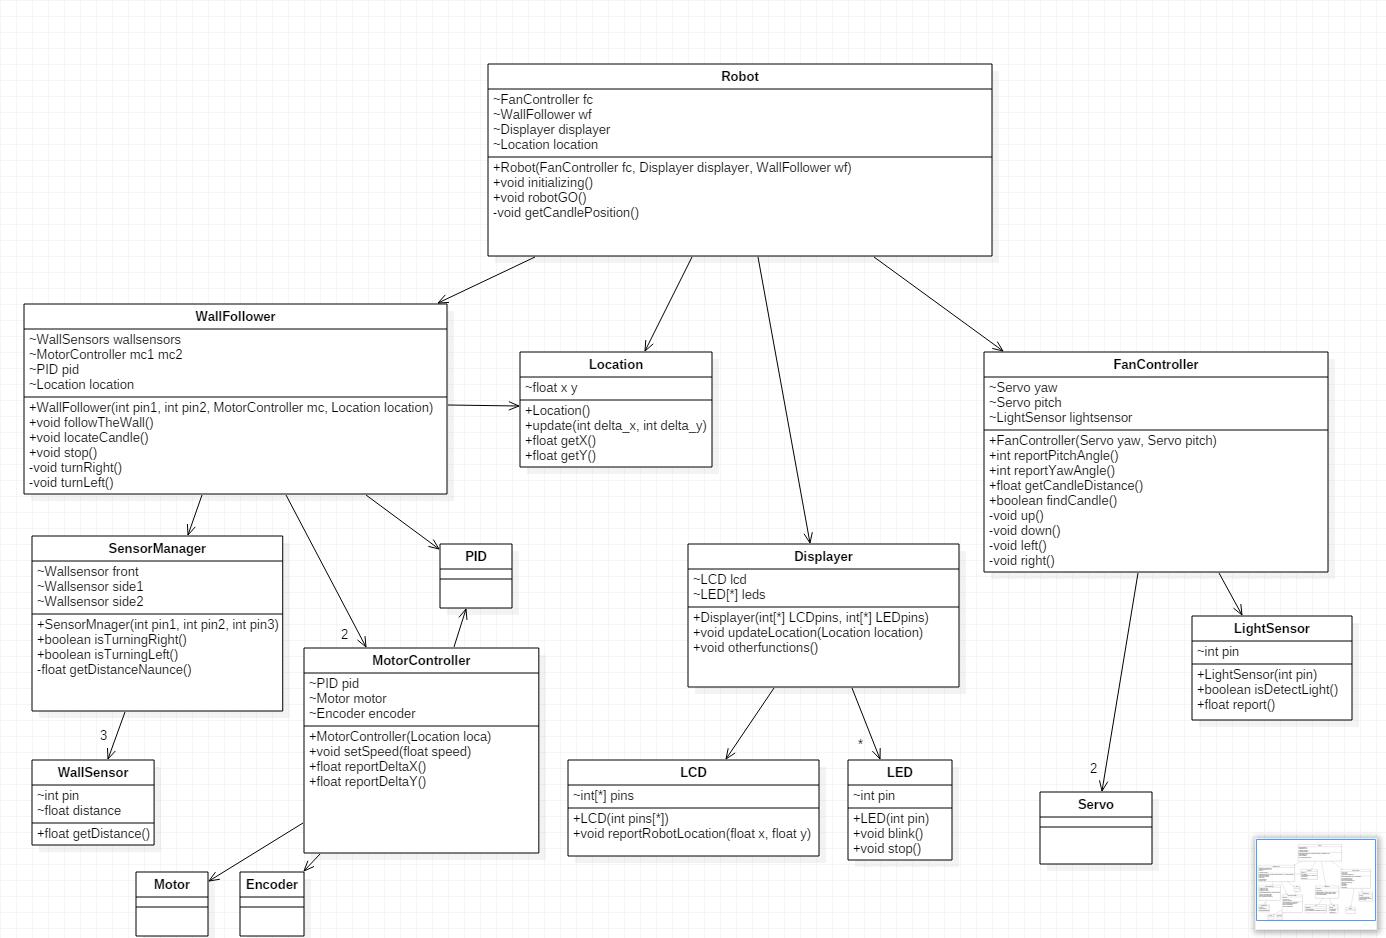 Robot
~FanController fc
~WallFollower wf
~Displayer displayer
~Location location
+Robot(FanController fc, Displayer displayer, WallFollower wf)
+void initializing()
+void robotGO()
-void getCandlePosition()
WallFollower
~WallSensors wallsensors
~MotorController mc1 mc2
~PID pid
~Location location
+WallFollower(int pin1, int pin2, MotorController mc, Location location)
+void followTheWall()
+void locateCandle()
+void stop()
-void turnRight()
-void turnLeft()
Location
~float x y
+Location()
+update(int delta_x, int delta_y)
+float getX()
+float getY()
FanController
~Servo yaw
~Servo pitch
~LightSensor lightsensor
+FanController(Servo yaw, Servo pitch)
+int reportPitchAngle()
+int reportYawAngle()
+float getCandleDistance()
+boolean findCandle()
-void up()
-void down()
-void left()
-void right()
SensorManager
~Wallsensor front
~Wallsensor side1
~Wallsensor side2
+SensorMnager(int pin1, int pin2, int pin3)
+boolean isTurningRight()
+boolean isTurningLeft()
-float getDistanceNaunce()
PID
Displayer
~LCD lcd
~LED[*] leds
+Displayer(int[*] LCDpins, int[*] LEDpins)
+void updateLocation(Location location)
+void otherfunctions()
LightSensor
~int pin
+LightSensor(int pin)
+boolean isDetectLight()
+float report()
2
MotorController
~PID pid
~Motor motor
~Encoder encoder
+MotorController(Location loca)
+void setSpeed(float speed)
+float reportDeltaX()
+float reportDeltaY()
3
WallSensor
~int pin
~float distance
+float getDistance()
LCD
~int[*] pins
+LCD(int pins[*])
+void reportRobotLocation(float x, float y)
*
LED
~int pin
+LED(int pin)
+void blink()
+void stop()
2
Servo
Motor
Encoder